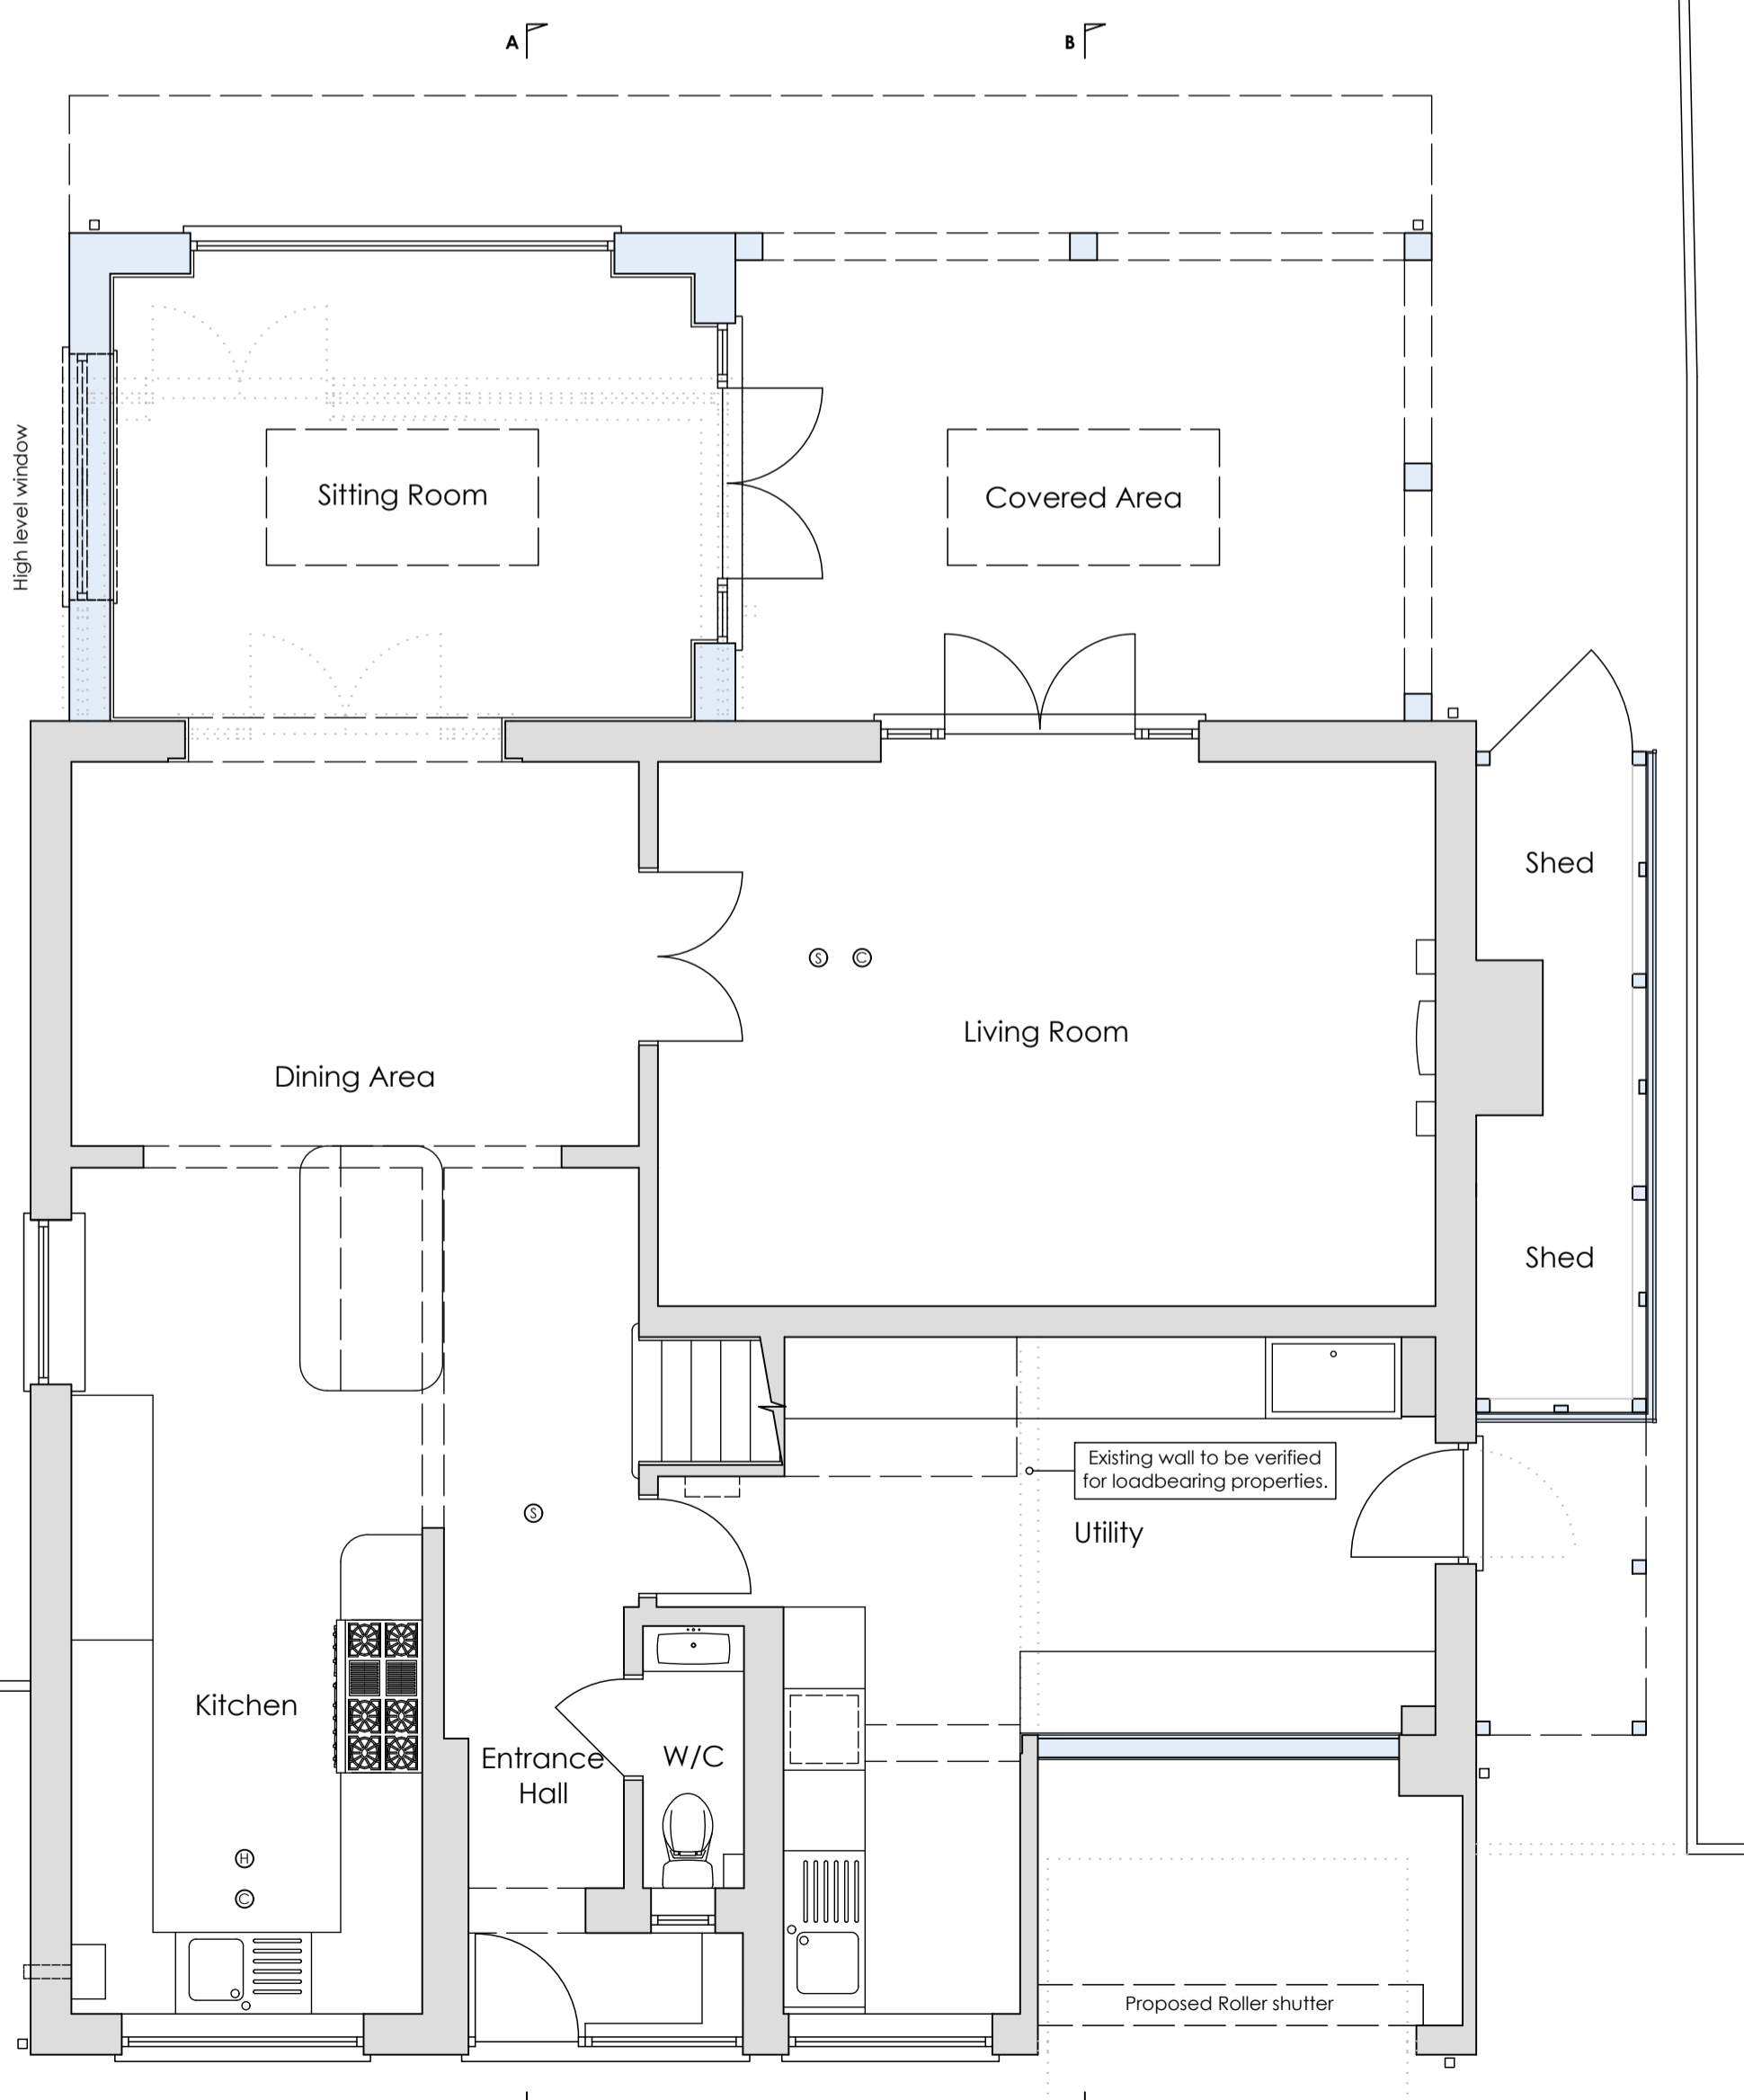 A
B
High level window
Sitting Room
Covered Area
Shed
S
C
Living Room
Dining Area
Shed
Existing wall to be verified
for loadbearing properties.
S
Utility
Kitchen
Entrance
Hall
W/C
H
C
Proposed Roller shutter